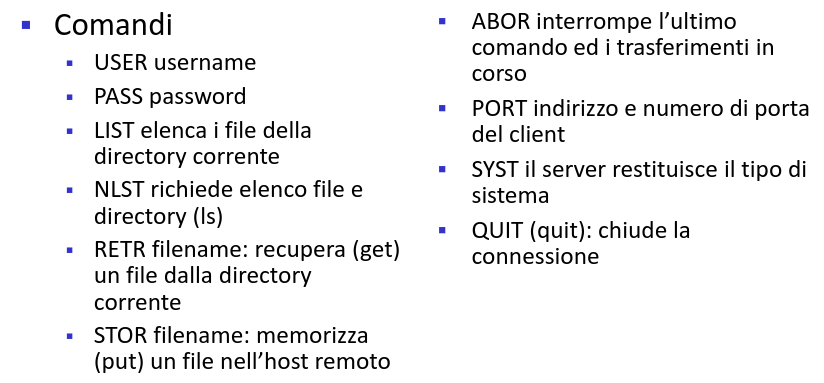 Comandi
USER username
PASS password
LIST elenca i file della
directory corrente
NLST richiede elenco file e
directory (ls)
RETR filename: recupera (get)
un file dalla directory
corrente
STOR filename: memorizza
(put) un file nell’host remoto
ABOR interrompe l’ultimo
comando ed i trasferimenti in
corso
PORT indirizzo e numero di porta
del client
SYST il server restituisce il tipo di
sistema
QUIT (quit): chiude la
connessione